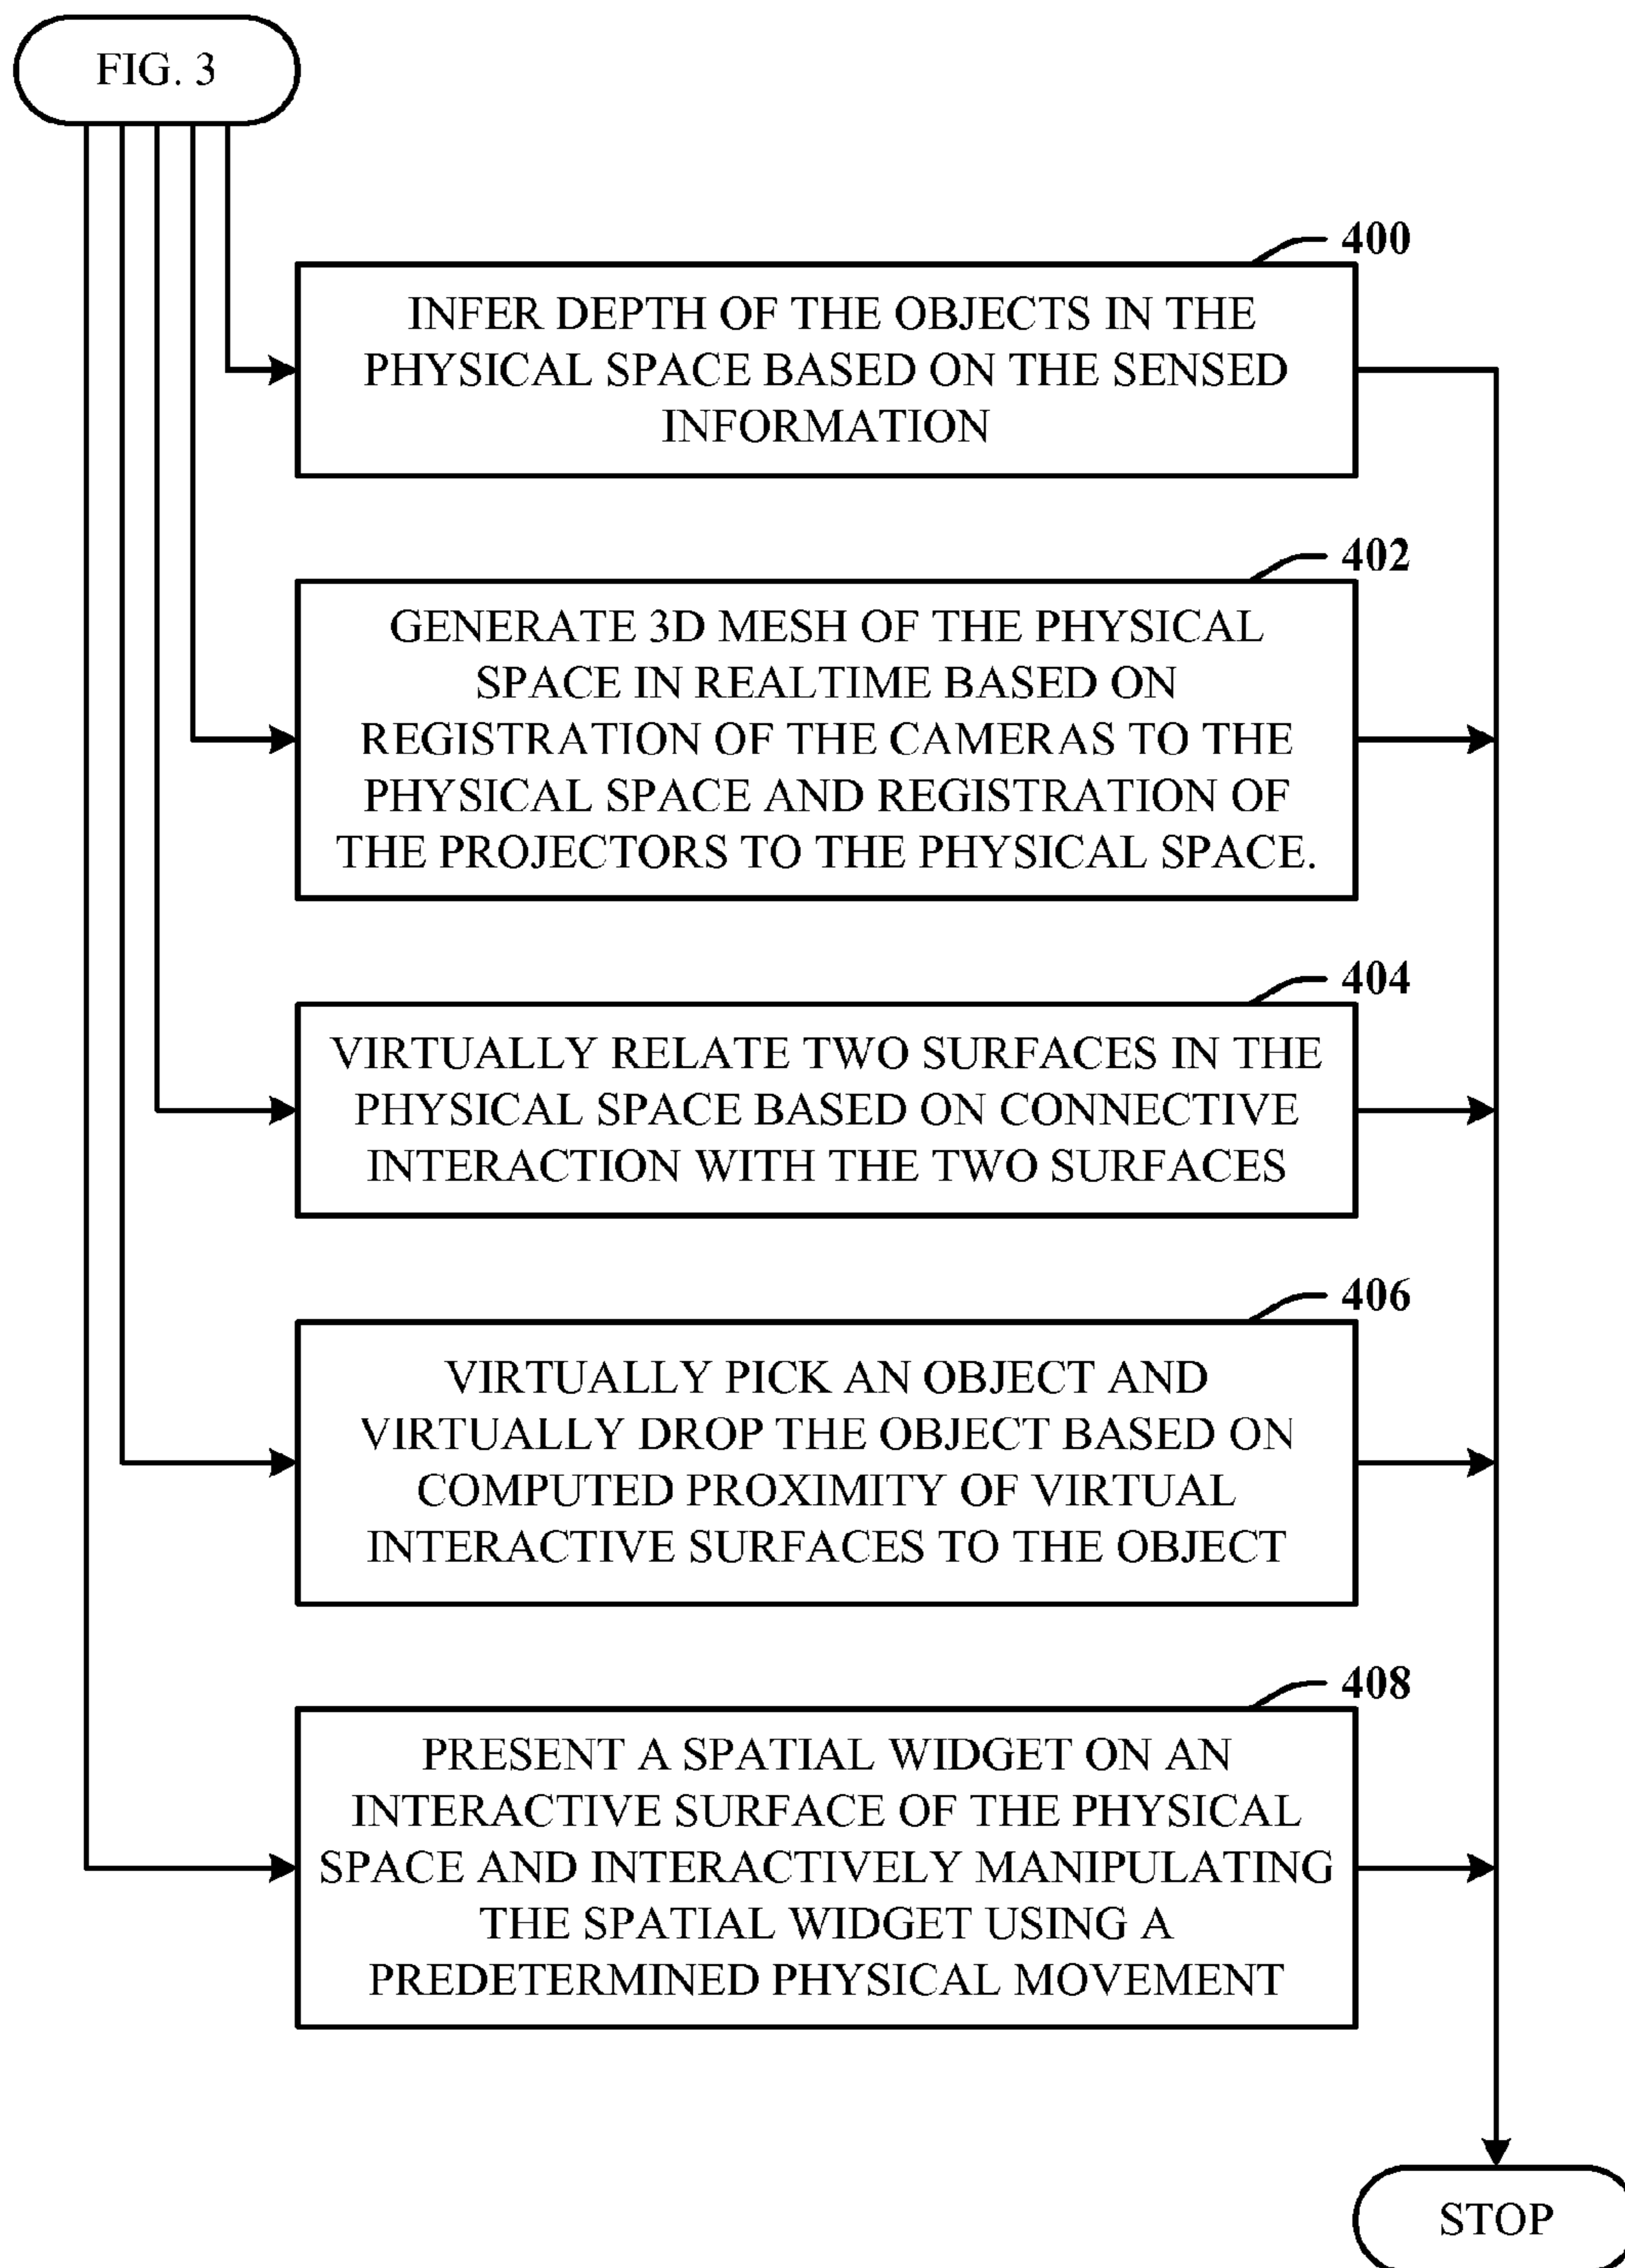 FIG. 3
400
INFER DEPTH OF THE OBJECTS IN THE
PHYSICAL SPACE BASED ON THE SENSED
INFORMATION
402
GENERATE 3D MESH OF THE PHYSICAL
SPACE IN REALTIME BASED ON
REGISTRATION OF THE CAMERAS TO THE
PHYSICAL SPACE AND REGISTRATION OF
THE PROJECTORS TO THE PHYSICAL SPACE.
404
VIRTUALLY RELATE TWO SURFACES IN THE
PHYSICAL SPACE BASED ON CONNECTIVE
INTERACTION WITH THE TWO SURFACES
406
VIRTUALLY PICK AN OBJECT AND
VIRTUALLY DROP THE OBJECT BASED ON
COMPUTED PROXIMITY OF VIRTUAL
INTERACTIVE SURFACES TO THE OBJECT
408
PRESENT A SPATIAL WIDGET ON AN
INTERACTIVE SURFACE OF THE PHYSICAL
SPACE AND INTERACTIVELY MANIPULATING
THE SPATIAL WIDGET USING A
PREDETERMINED PHYSICAL MOVEMENT
STOP